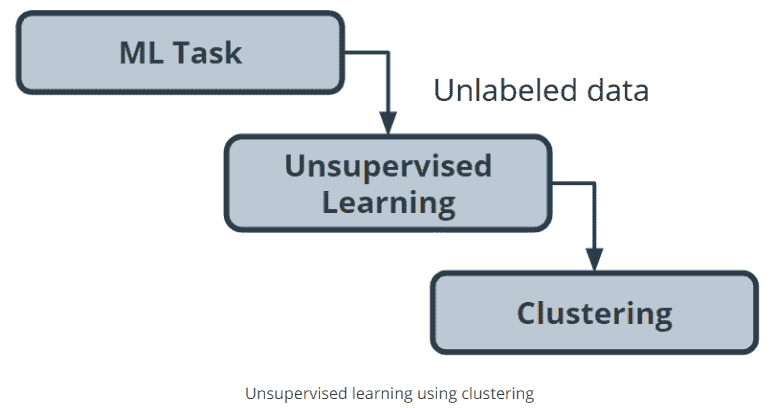 ML Task
Unlabeled data
Unsupervised
Learning
Clustering
Unsupervised learning using clustering